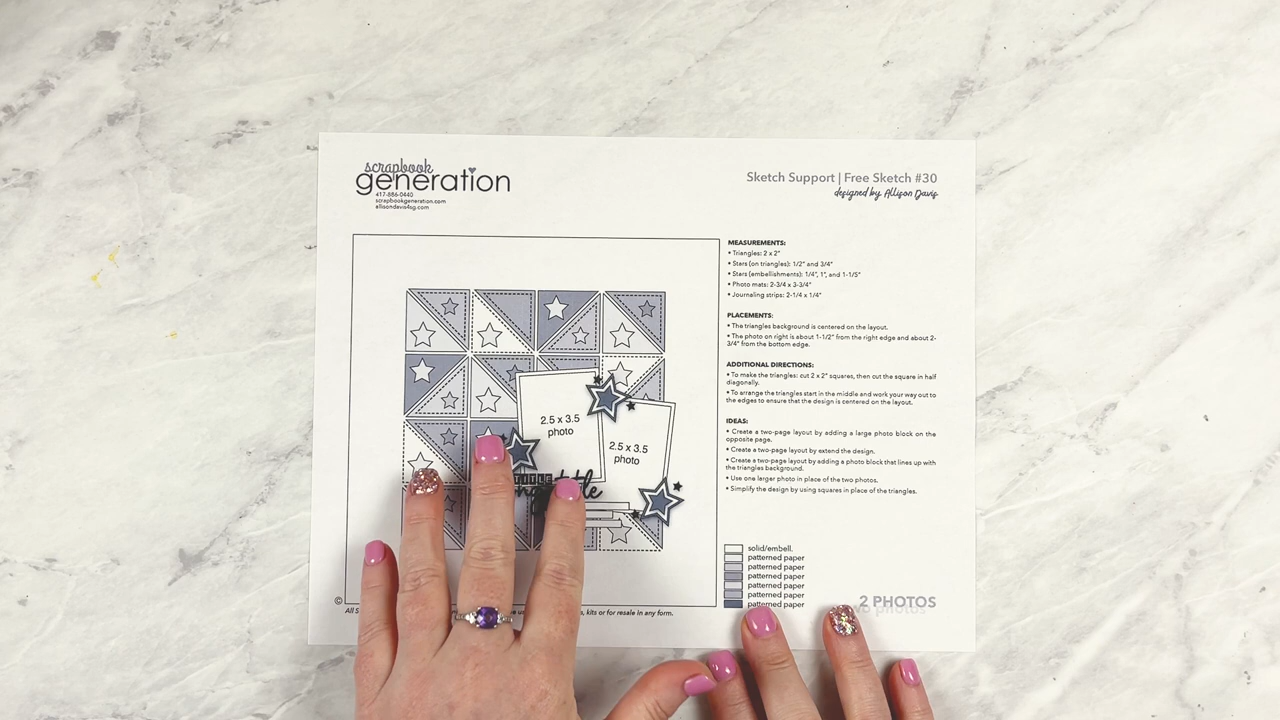 scrapbook
generation
417-886-0440
scrapbookgeneration.com
allisondavis4sg.com
Sketch Support | Free Sketch #30
designed by Allison Davis
2.5 x 3.5
photo
2.5 x 3.5
photo
title
©
MEASUREMENTS:
• Triangles: 2 x 2"
• Stars (on triangles): 1/2" and 3/4"
• Stars (embellishments): 1/4", 1", and 1-1/5"
• Photo mats: 2-3/4 x 3-3/4"
• Journaling strips: 2-1/4 x 1/4"
PLACEMENTS:
• The triangles background is centered on the layout.
• The photo on right is about 1-1/2" from the right edge and about 2-
3/4" from the bottom edge.
ADDITIONAL DIRECTIONS:
• To make the triangles: cut 2 x 2" squares, then cut the square in half
diagonally.
• To arrange the triangles start in the middle and work your way out to
the edges to ensure that the design is centered on the layout.
IDEAS:
• Create a two-page layout by adding a large photo block on the
opposite page.
• Create a two-page layout by extend the design.
• Create a two-page layout by adding a photo block that lines up with
the triangles background.
• Use one larger photo in place of the two photos.
• Simplify the design by using squares in place of the triangles.
solid/embell.
patterned paper
patterned paper
patterned paper
patterned paper
patterned paper
patterned paper
2 PHOTOS
two photos
All
kits or for resale in any form.